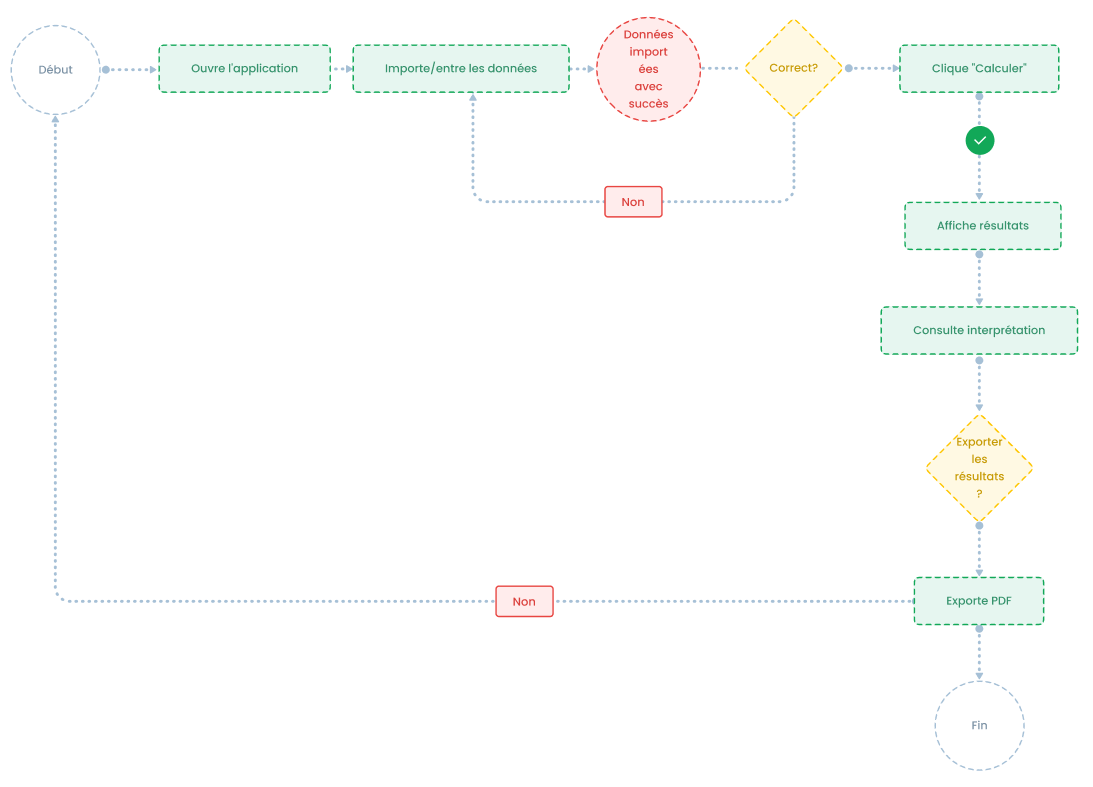 Début
Ouvre l'application
Importe/entre les données
Données
import
ées
avec
succès
Correct?
Clique "Calculer"
Non
Affiche résultats
Consulte interprétation
Exporter
les
résultats
?
Non
Exporte PDF
Fin